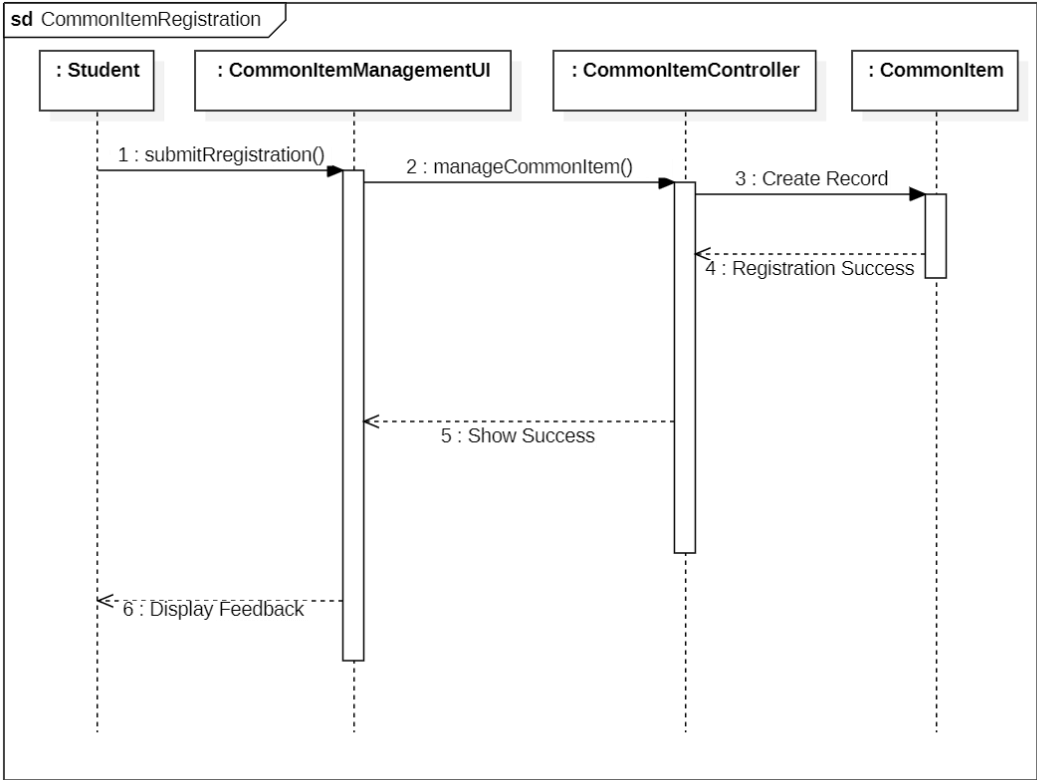 sd CommonItemRegistration
: Student
: CommonItemManagementUI
: CommonItemController
: CommonItem
1 : submitRregistration()
2 : manageCommonItem()
3 : Create Record
4 : Registration Success
5 : Show Success
6 : Display Feedback